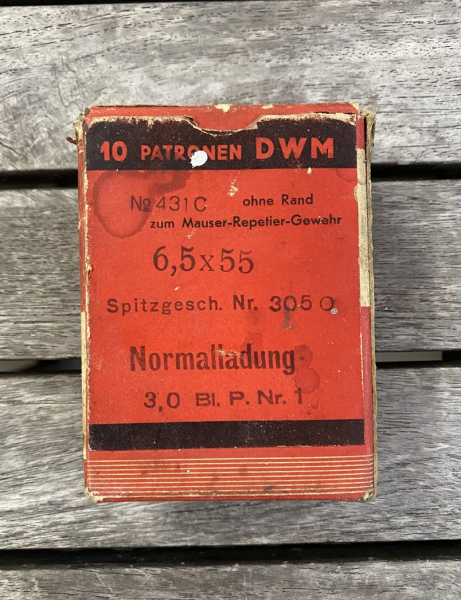 10 PATRONEN DWM
No 431C ohne Rand
zum Mauser-Repetier-Gewehr
6,5x55
Spitzgesch. Nr. 3050
Normalladung
3,0 Bl. P. Nr. 1